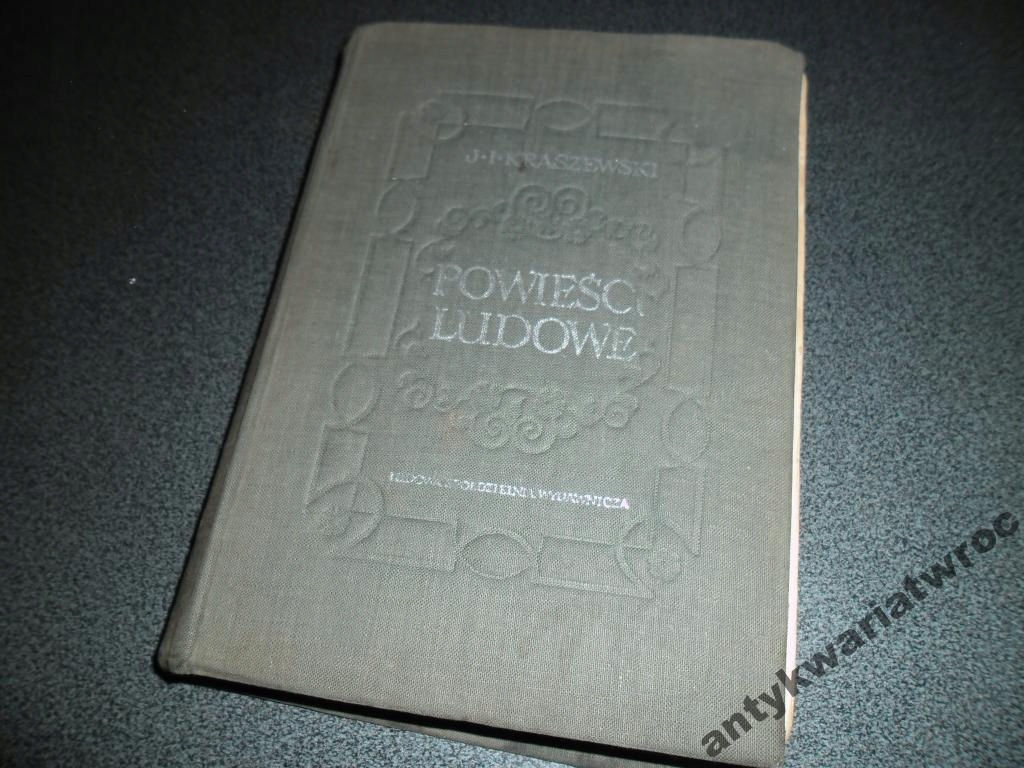 J·I·KRASZEWSKI
POWIEŚCI
LUDOWE
LUDOWA SPÓŁDZIELNIA WYDAWNICZA
antykwariatwroc